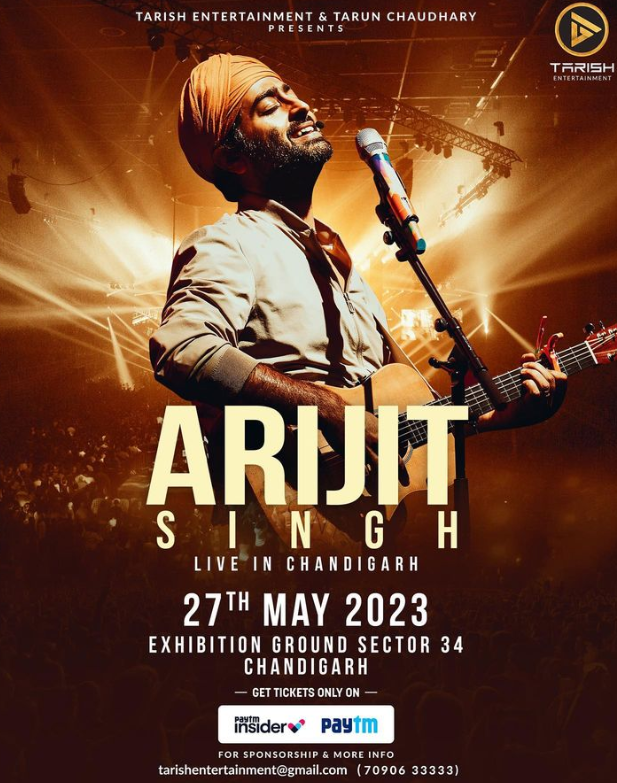 TARISH ENTERTAINMENT & TARUN CHAUDHARY
PRESENTS
TARISH
ENTERTAINMENT
ARIJIT
SINGH
LIVE IN CHANDIGARH
27TH MAY 2023
EXHIBITION GROUND SECTOR 34
CHANDIGARH
— GET TICKETS ONLY ON —
paytm
insider
paytm
FOR SPONSORSHIP & MORE INFO
tarishentertainment@gmail.com (70906 33333)